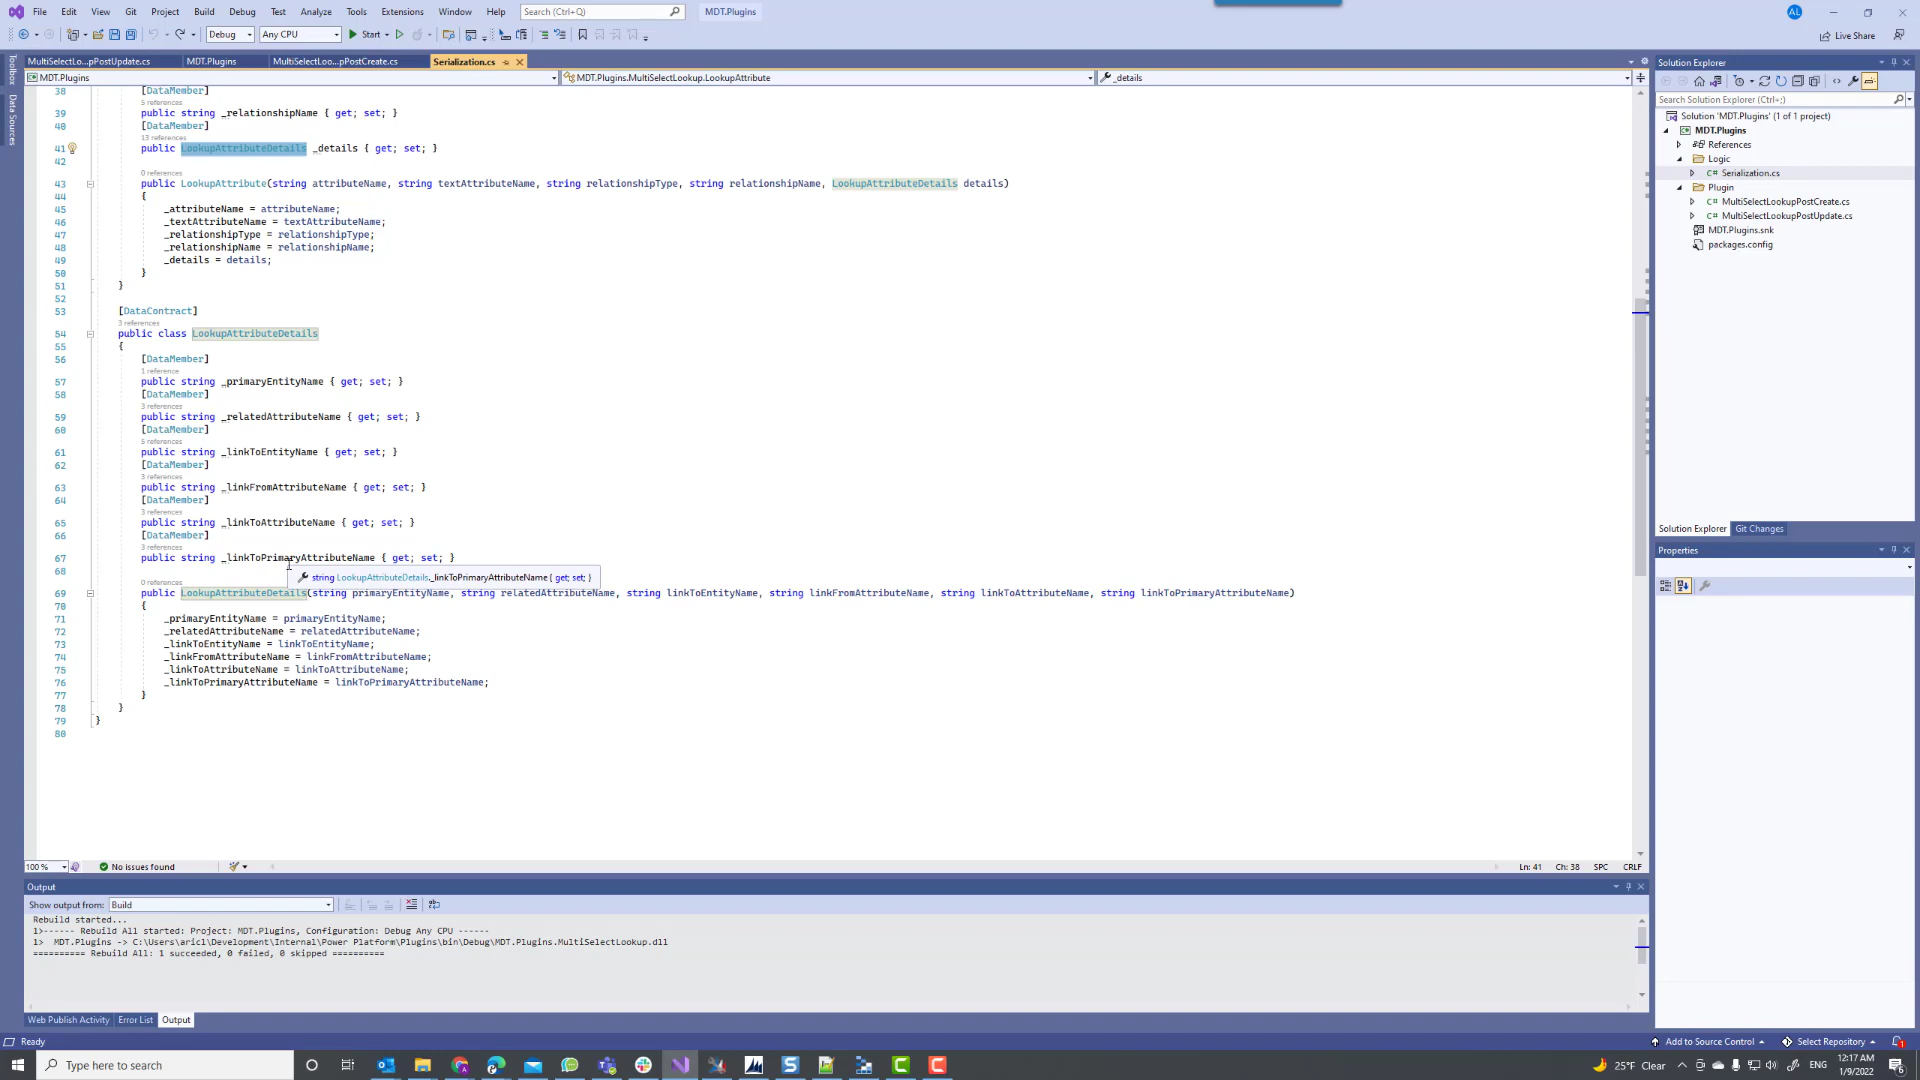 File Edit View Git Project Build Debug Test Analyze Tools Extensions Window Help Search (Ctrl+Q) MDT.Plugins AL
Debug Any CPU Start Live Share
MultiSelectLo...pPostUpdate.cs MDT.Plugins MultiSelectLoo...pPostCreate.cs Serialization.cs
MDT.Plugins MDT.Plugins.MultiSelectLookup.LookupAttribute _details
Toolbox
Data Sources
38 [DataMember]
5 references
39 public string _relationshipName { get; set; }
40 [DataMember]
13 references
41 public LookupAttributeDetails _details { get; set; }
42
0 references
43 public LookupAttribute(string attributeName, string textAttributeName, string relationshipType, string relationshipName, LookupAttributeDetails details)
44 {
45 _attributeName = attributeName;
46 _textAttributeName = textAttributeName;
47 _relationshipType = relationshipType;
48 _relationshipName = relationshipName;
49 _details = details;
50 }
51 }
52
53 [DataContract]
3 references
54 public class LookupAttributeDetails
55 {
56 [DataMember]
1 reference
57 public string _primaryEntityName { get; set; }
58 [DataMember]
3 references
59 public string _relatedAttributeName { get; set; }
60 [DataMember]
5 references
61 public string _linkToEntityName { get; set; }
62 [DataMember]
3 references
63 public string _linkFromAttributeName { get; set; }
64 [DataMember]
3 references
65 public string _linkToAttributeName { get; set; }
66 [DataMember]
3 references
67 public string _linkToPrimaryAttributeName { get; set; }
68
string LookupAttributeDetails._linkToPrimaryAttributeName { get; set; }
0 references
69 public LookupAttributeDetails(string primaryEntityName, string relatedAttributeName, string linkToEntityName, string linkFromAttributeName, string linkToAttributeName, string linkToPrimaryAttributeName)
70 {
71 _primaryEntityName = primaryEntityName;
72 _relatedAttributeName = relatedAttributeName;
73 _linkToEntityName = linkToEntityName;
74 _linkFromAttributeName = linkFromAttributeName;
75 _linkToAttributeName = linkToAttributeName;
76 _linkToPrimaryAttributeName = linkToPrimaryAttributeName;
77 }
78 }
79 }
80
100 % No issues found Ln: 41 Ch: 38 SPC CRLF
Output
Show output from: Build
Rebuild started...
1>------ Rebuild All started: Project: MDT.Plugins, Configuration: Debug Any CPU ------
1> MDT.Plugins -> C:\Users\aricl\Development\Internal\Power Platform\Plugins\bin\Debug\MDT.Plugins.MultiSelectLookup.dll
========== Rebuild All: 1 succeeded, 0 failed, 0 skipped ==========
Web Publish Activity Error List Output
Solution Explorer
Search Solution Explorer (Ctrl+;)
Solution 'MDT.Plugins' (1 of 1 project)
MDT.Plugins
References
Logic
C# Serialization.cs
Plugin
C# MultiSelectLookupPostCreate.cs
C# MultiSelectLookupPostUpdate.cs
MDT.Plugins.snk
packages.config
Solution Explorer Git Changes
Properties
Ready Add to Source Control Select Repository 1
Type here to search 25°F Clear ENG 12:17 AM
1/9/2022 6